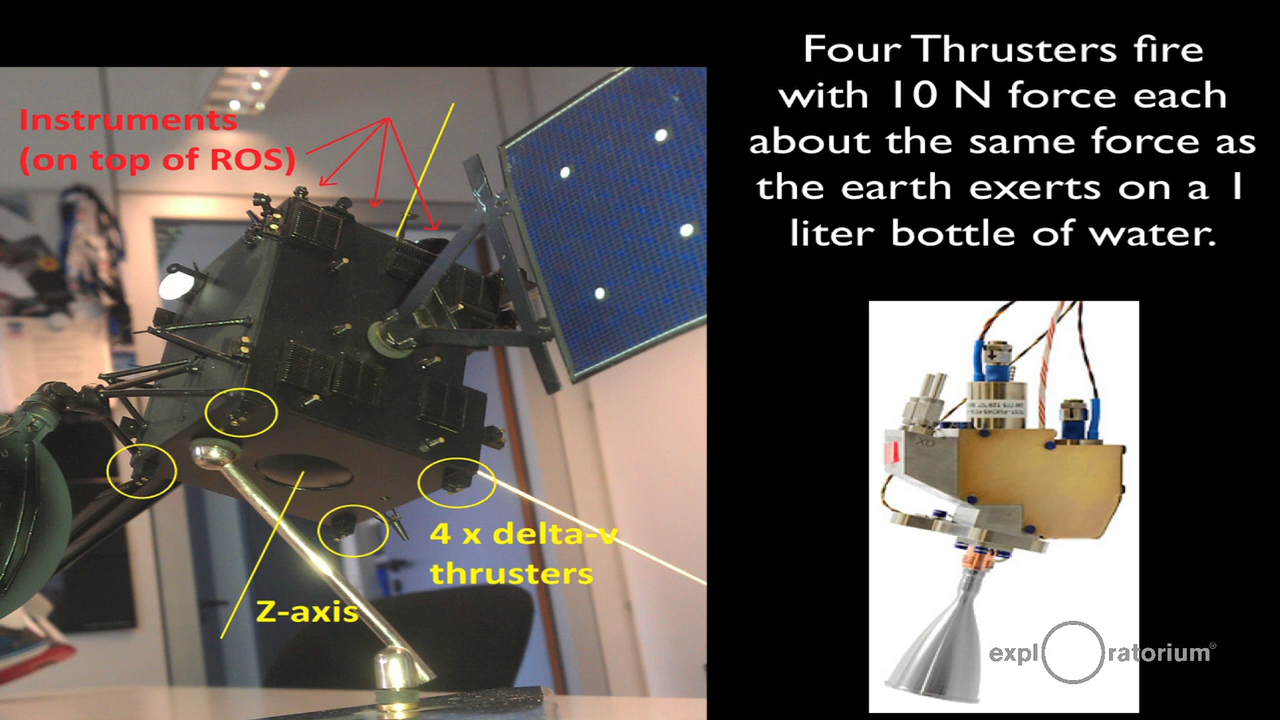 Instruments
(on top of ROS)
4 x delta-v
thrusters
Z-axis
Four Thrusters fire
with 10 N force each
about the same force as
the earth exerts on a 1
liter bottle of water.
OX
expl ratorium®